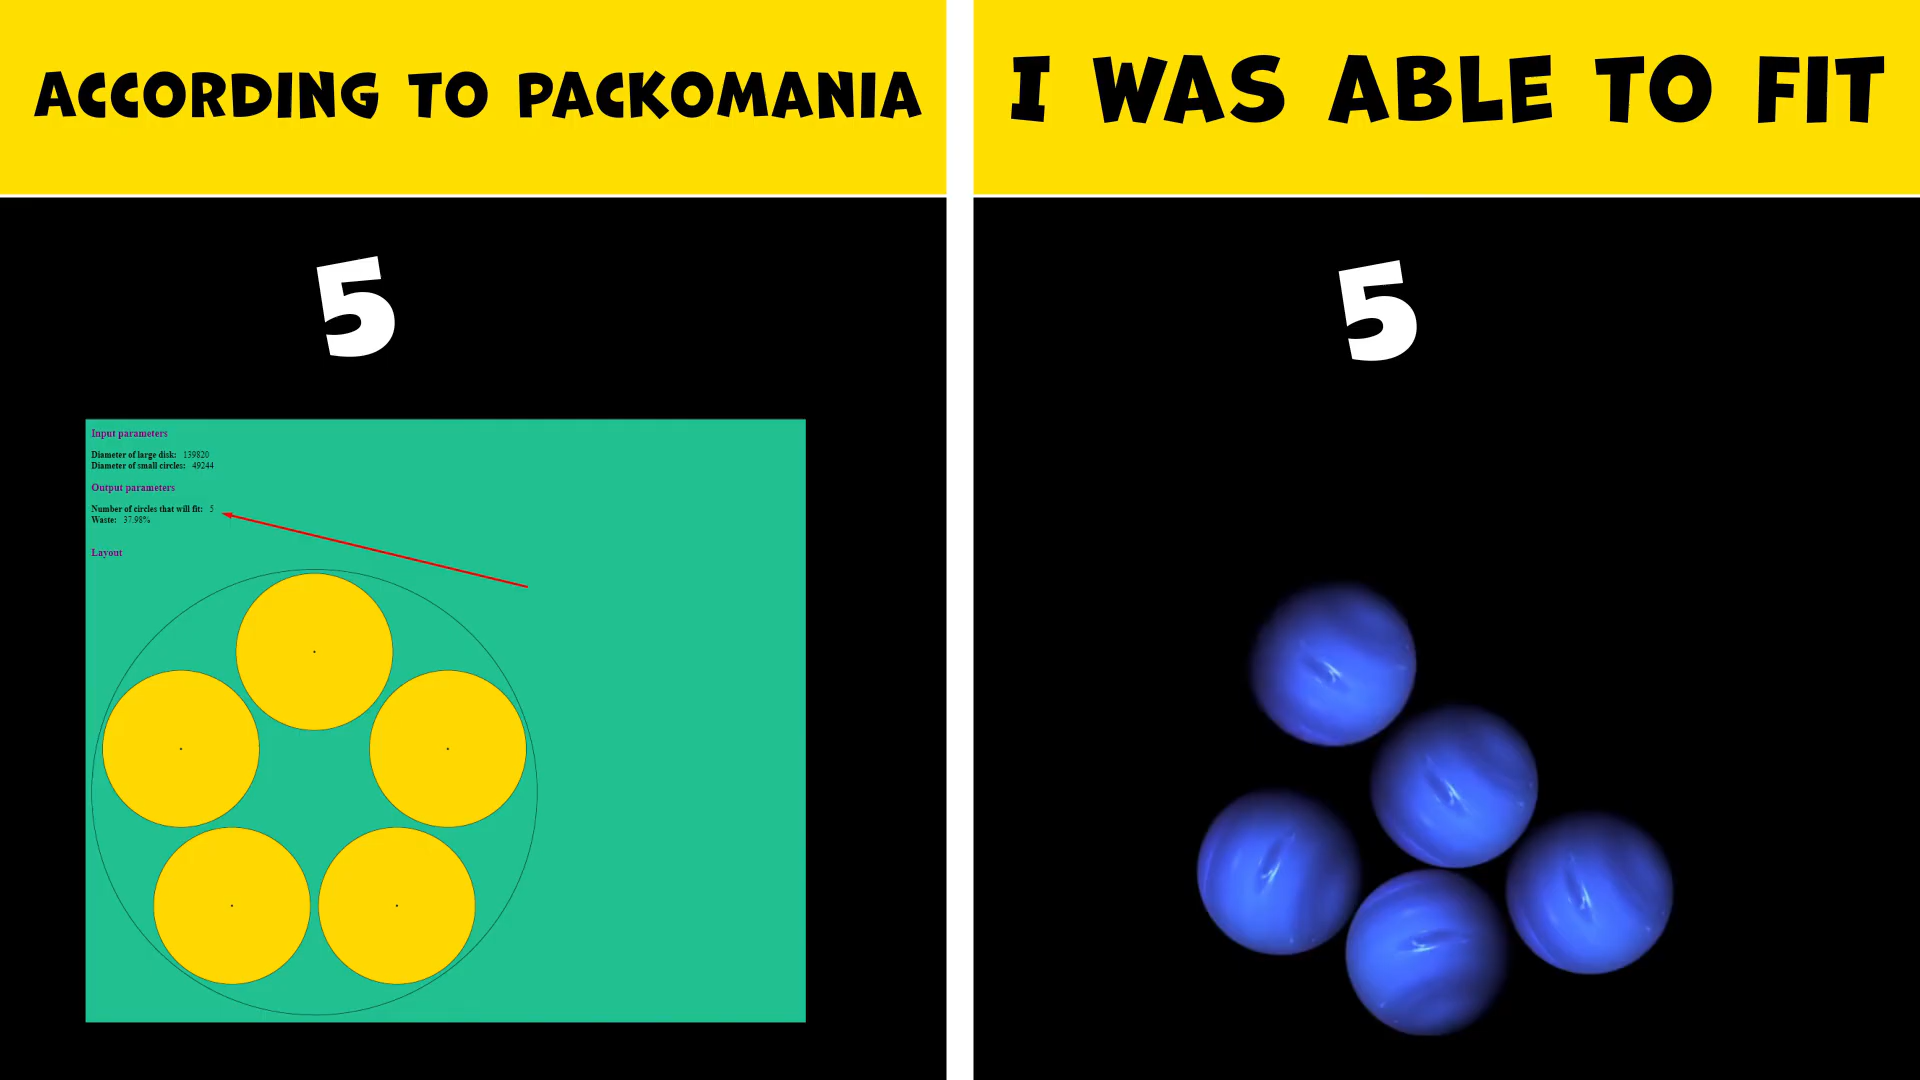 ACCORDING TO PACKOMANIA
5
Input parameters
Diameter of large disk: 139820
Diameter of small circles: 49244
Output parameters
Number of circles that will fit: 5
Waste: 37.98%
Layout
I WAS ABLE TO FIT
5